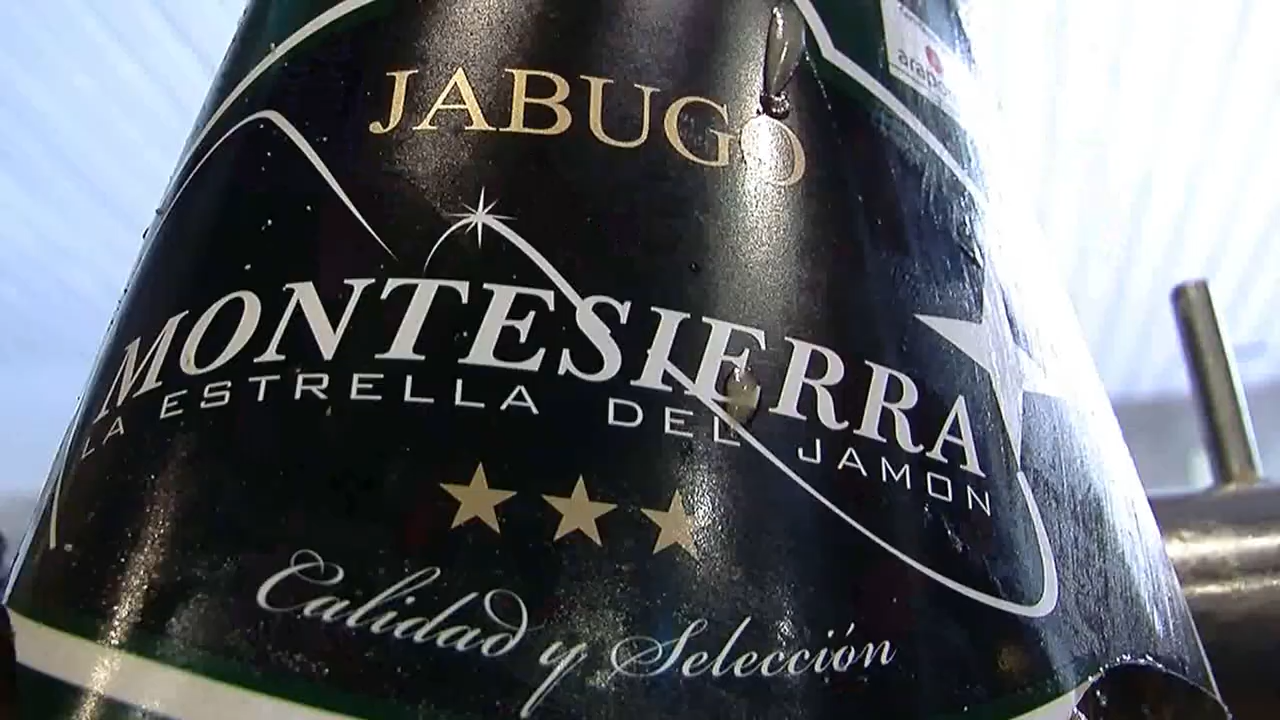 JABUGO
MONTESIERRA
LA ESTRELLA DEL JAMON
Calidad y Selección